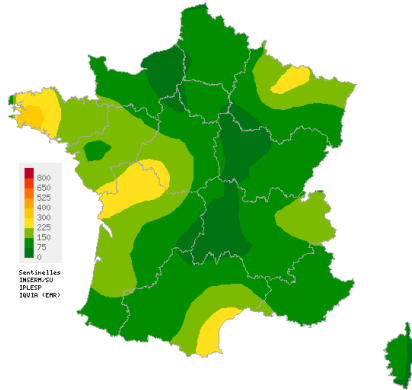 800
650
525
400
300
225
150
75
0
Sentinelles
INSERM/SU
IPLESP
IQVIA (EMR)